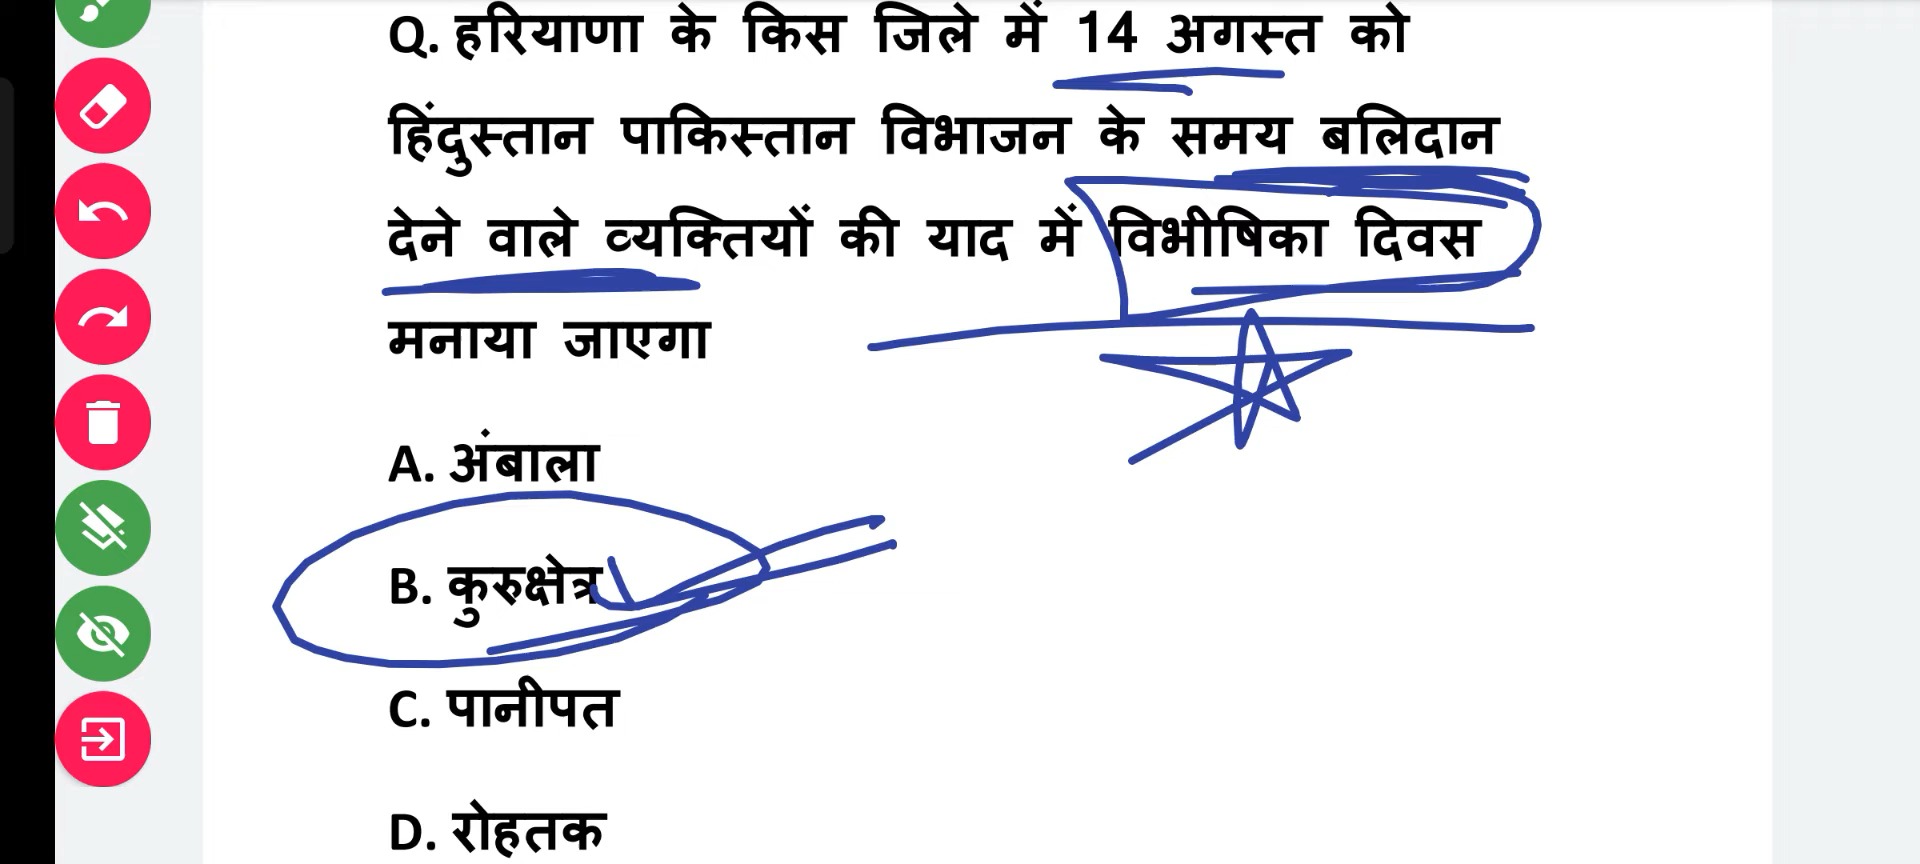 Q. हरियाणा के किस जिले में 14 अगस्त को
हिंदुस्तान पाकिस्तान विभाजन के समय बलिदान
देने वाले व्यक्तियों की याद में विभीषिका दिवस
मनाया जाएगा
A. अंबाला
B. कुरुक्षेत्र
C. पानीपत
D. रोहतक